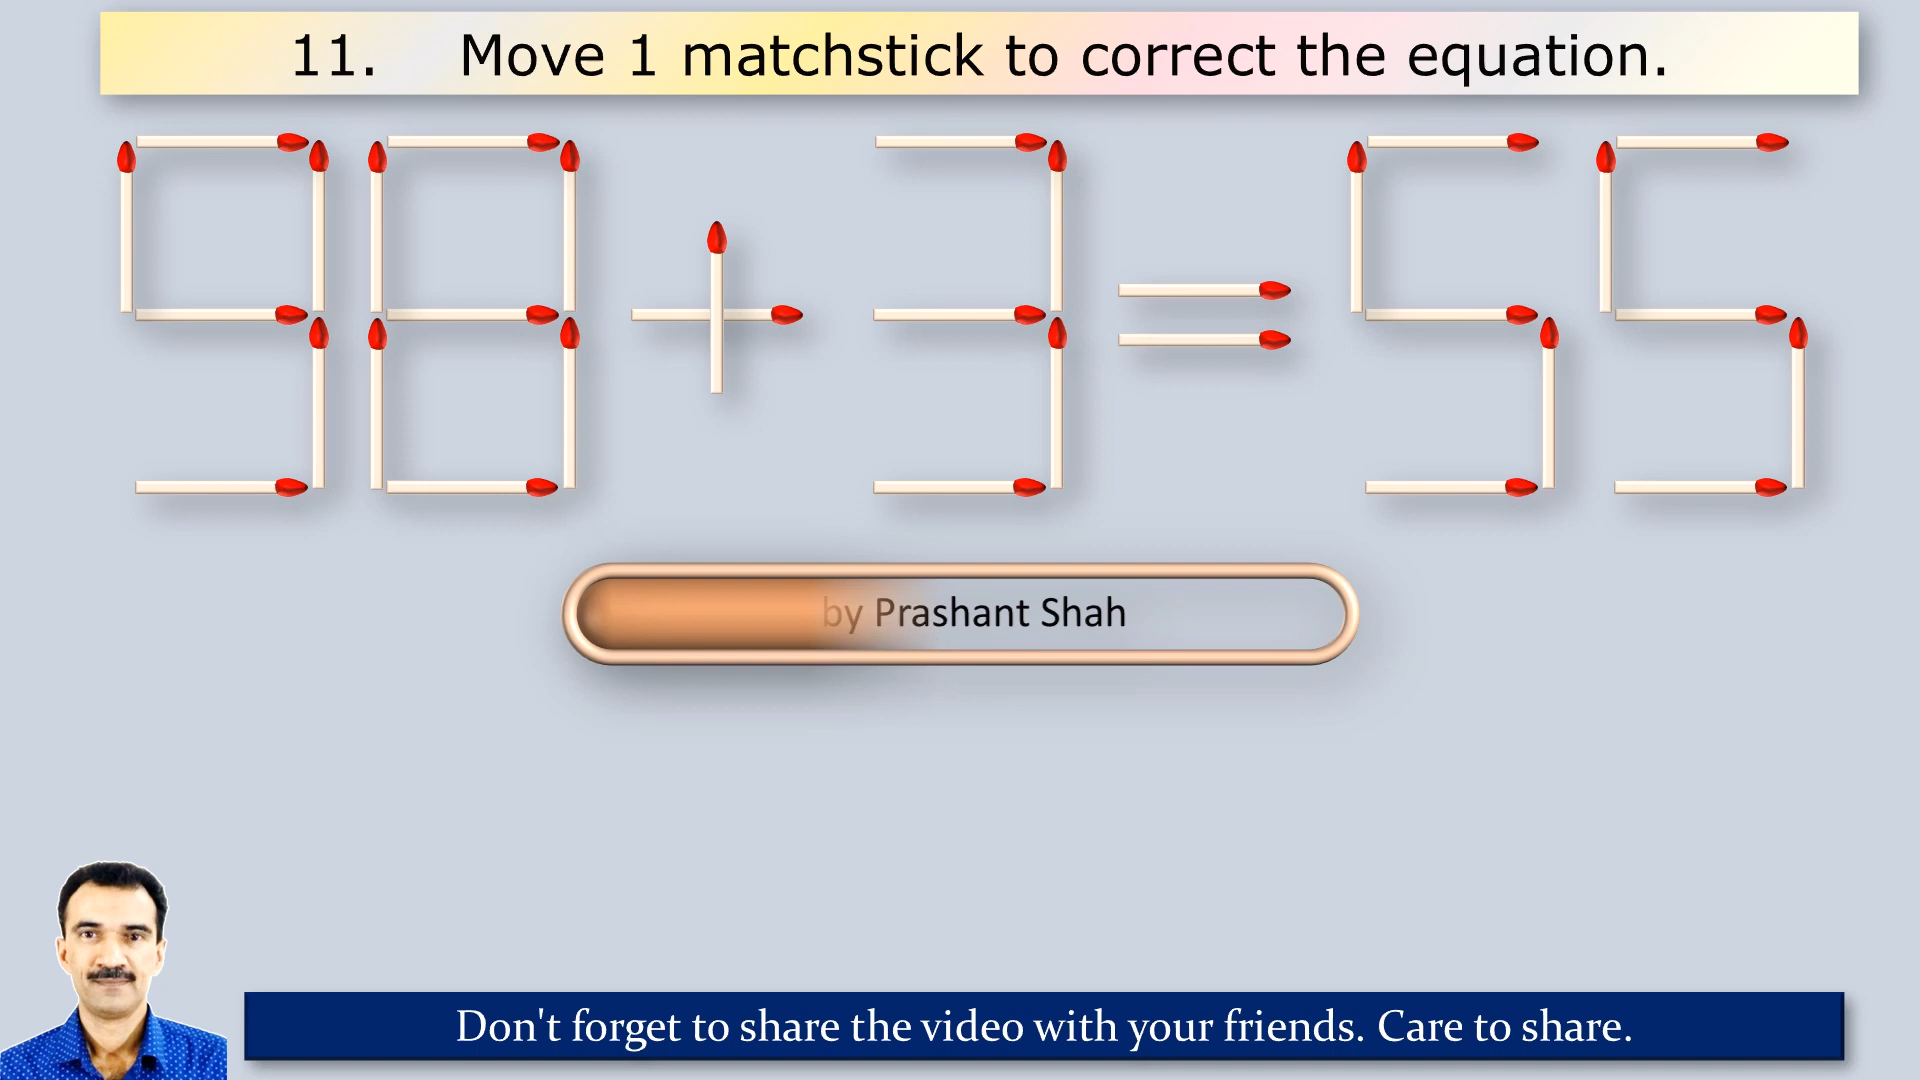 11. Move 1 matchstick to correct the equation.
98 + 3 = 55
by Prashant Shah
Don't forget to share the video with your friends. Care to share.